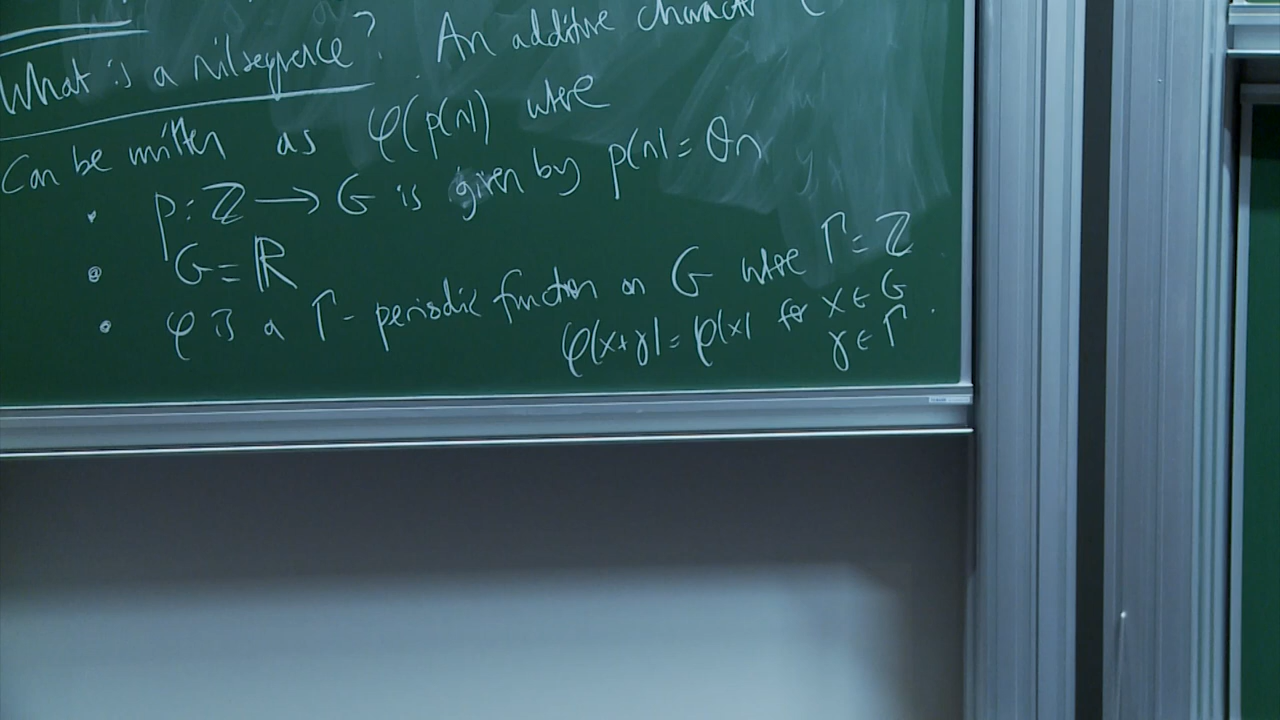 What is a nilsequence? An additive character
can be written as φ(p(n)) where
• p: ℤ → G is given by p(n) = θn
• G = ℝ
• φ is a Γ-periodic function on G where Γ = ℤ
φ(x+γ) = φ(x) for x ∈ G
γ ∈ Γ.